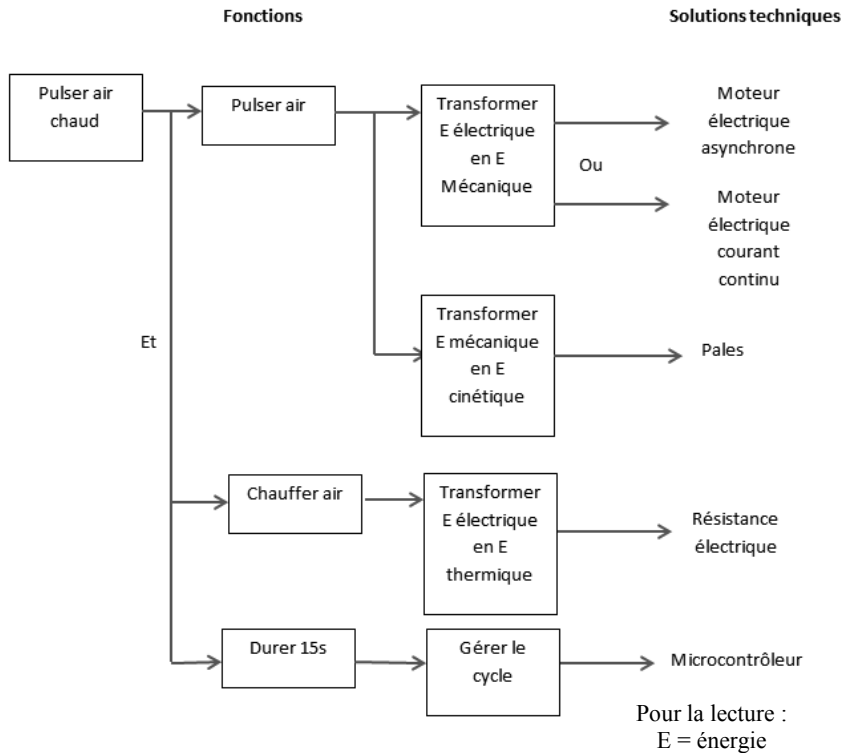 Fonctions
Solutions techniques
Pulser air
chaud
Pulser air
Transformer
E électrique
en E
Mécanique
Moteur
électrique
asynchrone
Ou
Moteur
électrique
courant
continu
Et
Transformer
E mécanique
en E
cinétique
Pales
Chauffer air
Transformer
E électrique
en E
thermique
Résistance
électrique
Durer 15s
Gérer le
cycle
Microcontrôleur
Pour la lecture :
E = énergie